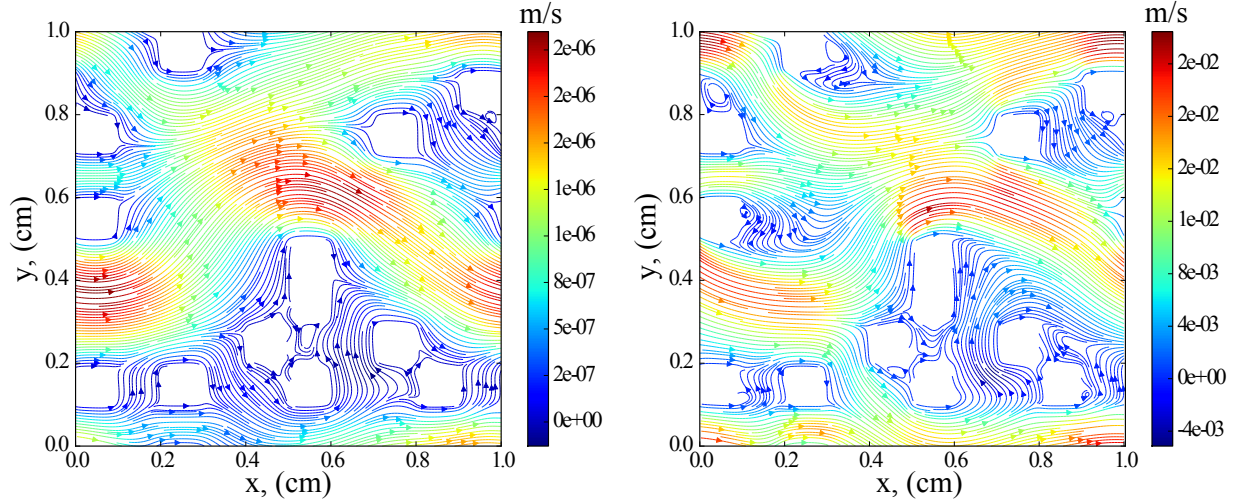 m/s
1.0
0.8
0.6
0.4
0.2
0.0
y, (cm)
0.0 0.2 0.4 0.6 0.8 1.0
x, (cm)
2e-06
2e-06
2e-06
1e-06
1e-06
8e-07
5e-07
2e-07
0e+00
m/s
1.0
0.8
0.6
0.4
0.2
0.0
y, (cm)
0.0 0.2 0.4 0.6 0.8 1.0
x, (cm)
2e-02
2e-02
2e-02
1e-02
8e-03
4e-03
0e+00
-4e-03